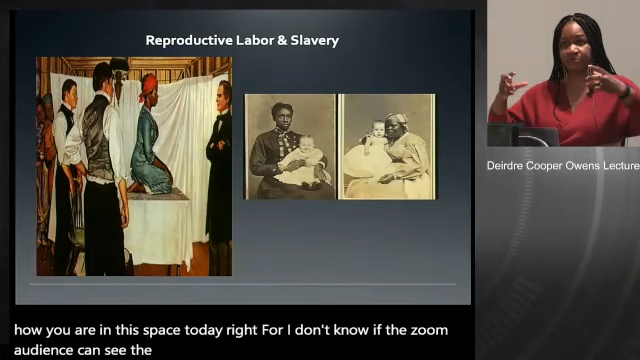 Reproductive Labor & Slavery
Deirdre Cooper Owens Lecture
how you are in this space today right For I don't know if the zoom
audience can see the